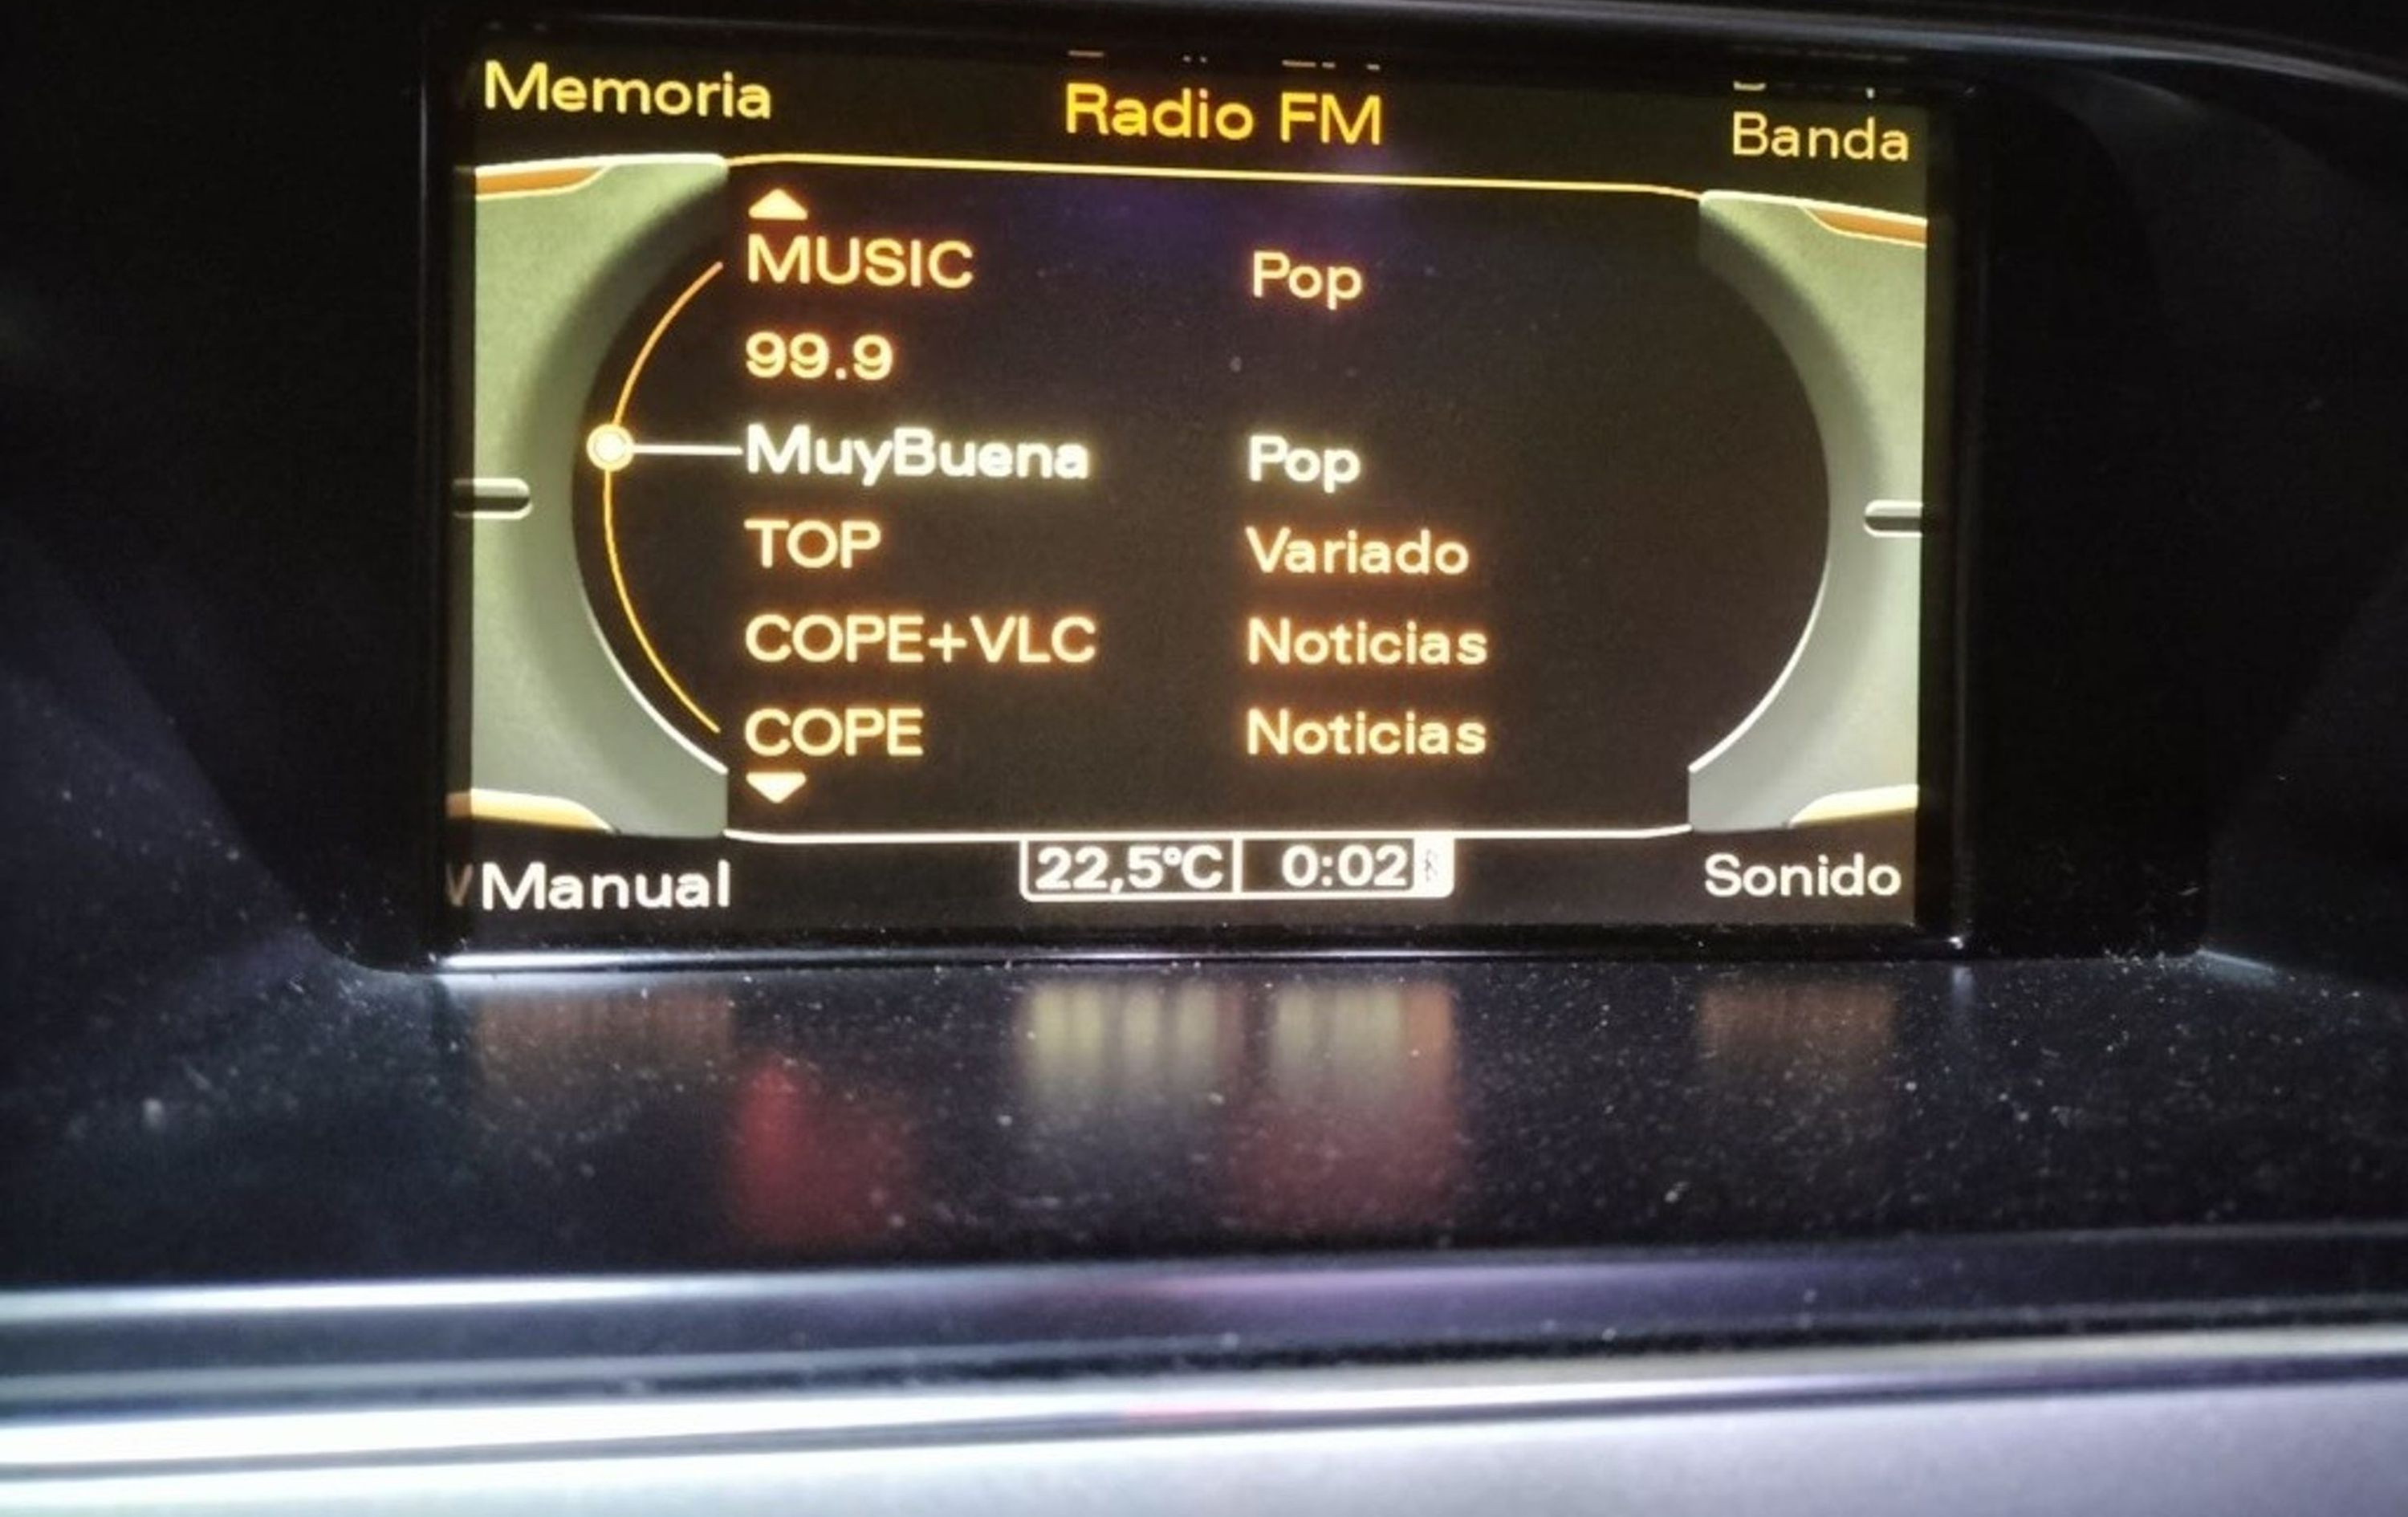 Memoria Radio FM Banda
MUSIC Pop
99.9
MuyBuena Pop
TOP Variado
COPE+VLC Noticias
COPE Noticias
Manual 22,5°C 0:02 Sonido